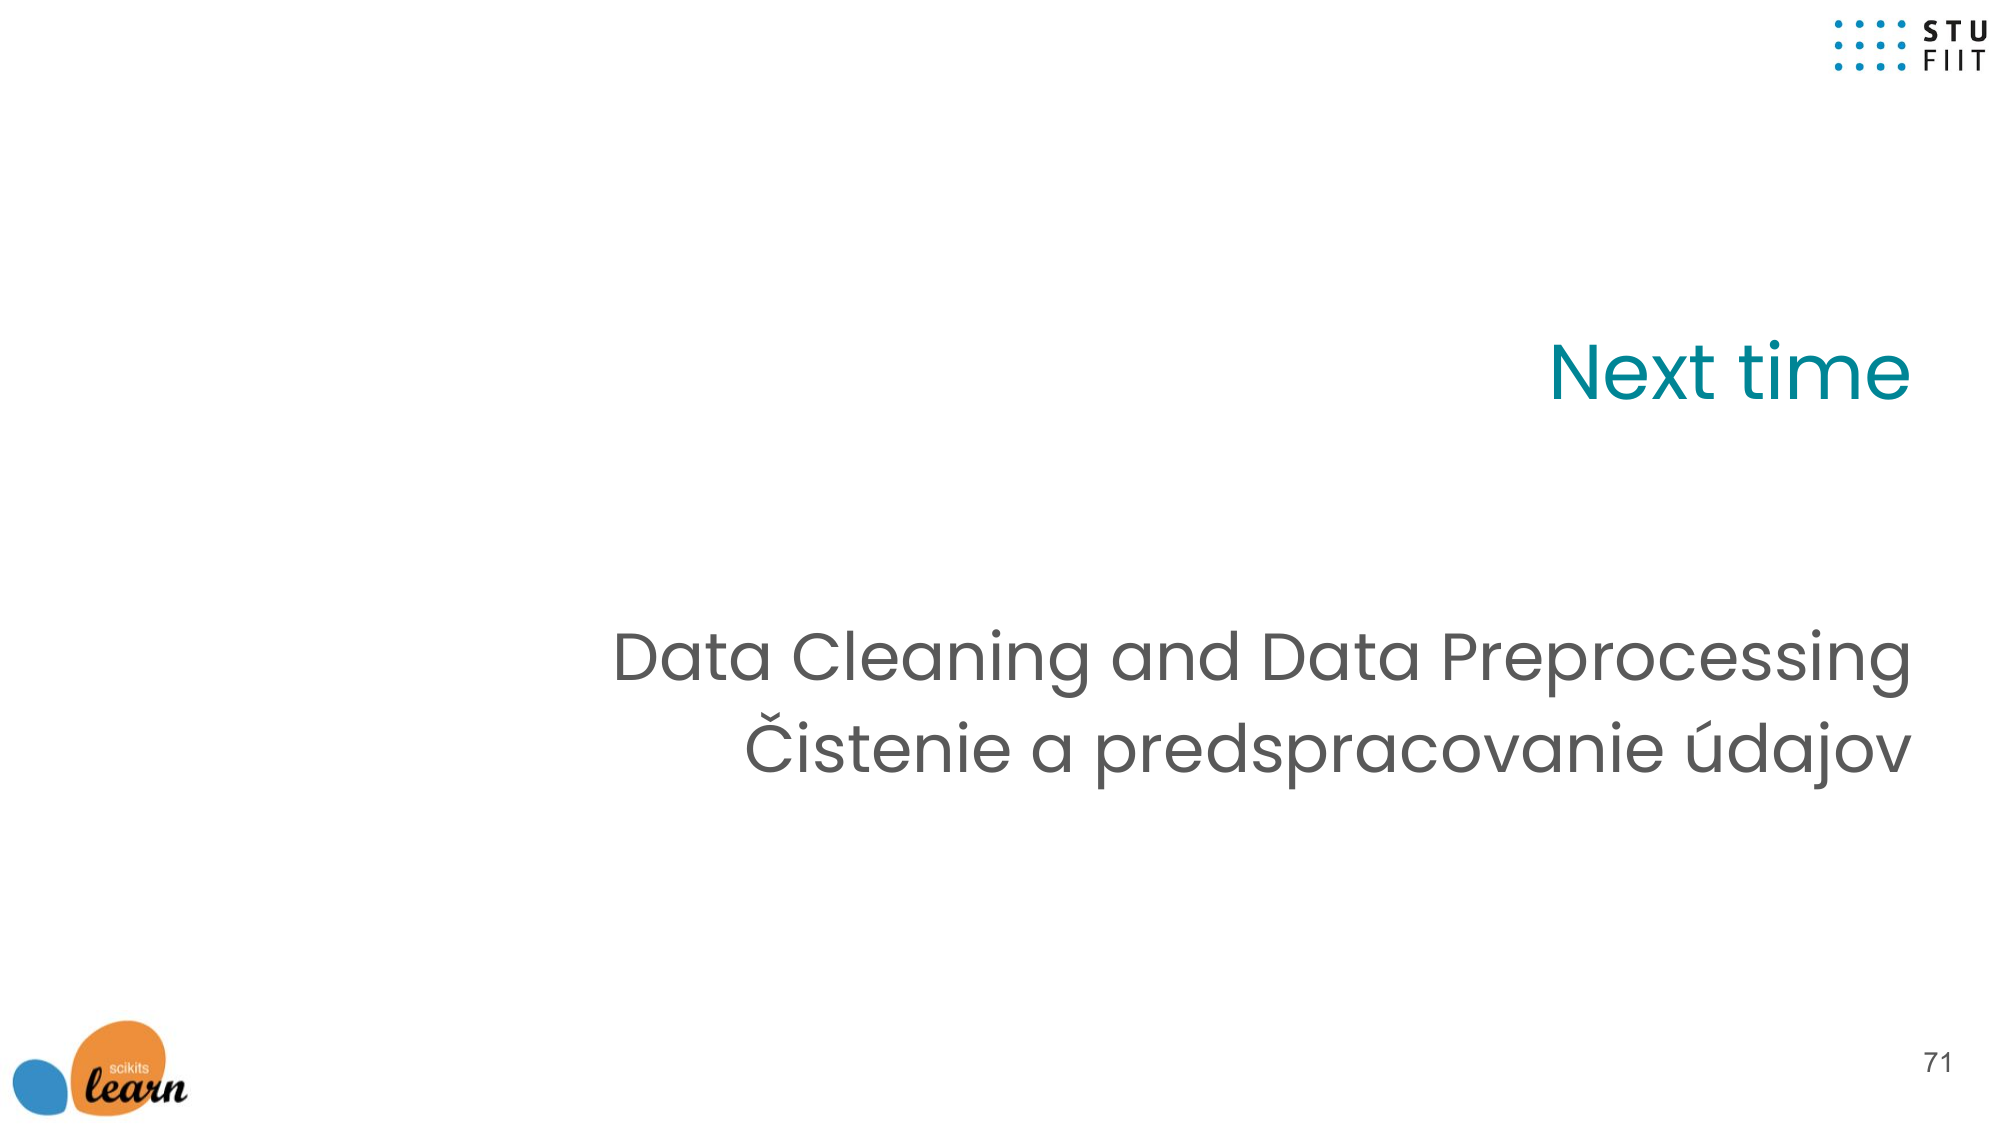 STU
FIIT
Next time
Data Cleaning and Data Preprocessing
Čistenie a predspracovanie údajov
scikits
learn
71